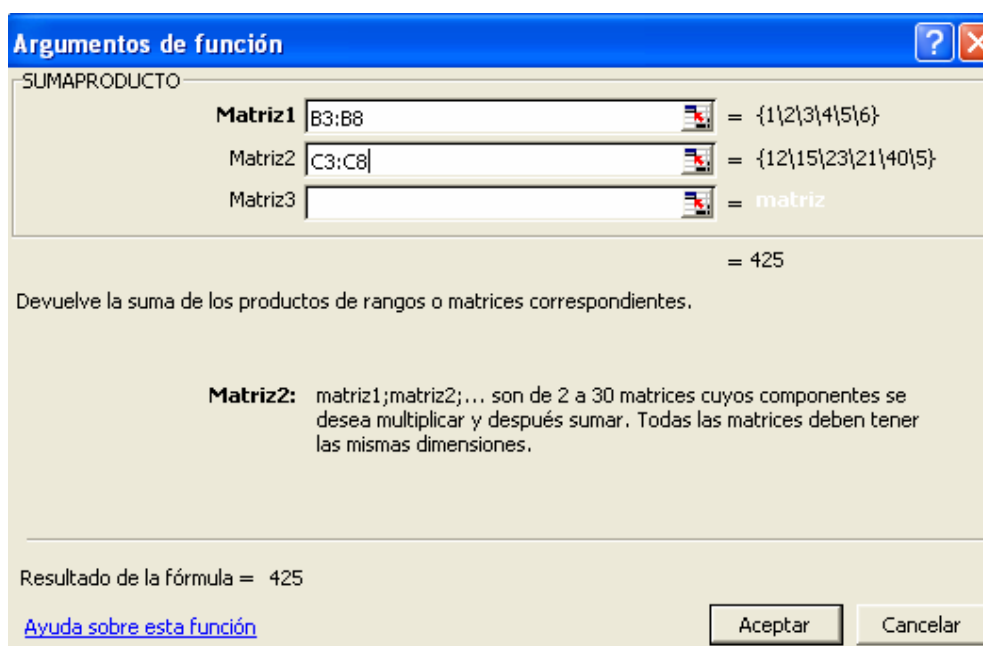 Argumentos de función
SUMAPRODUCTO
Matriz1 B3:B8 = {1\2\3\4\5\6}
Matriz2 C3:C8 = {12\15\23\21\40\5}
Matriz3 = matriz
= 425
Devuelve la suma de los productos de rangos o matrices correspondientes.
Matriz2: matriz1;matriz2;... son de 2 a 30 matrices cuyos componentes se
desea multiplicar y después sumar. Todas las matrices deben tener
las mismas dimensiones.
Resultado de la fórmula = 425
Ayuda sobre esta función Aceptar Cancelar